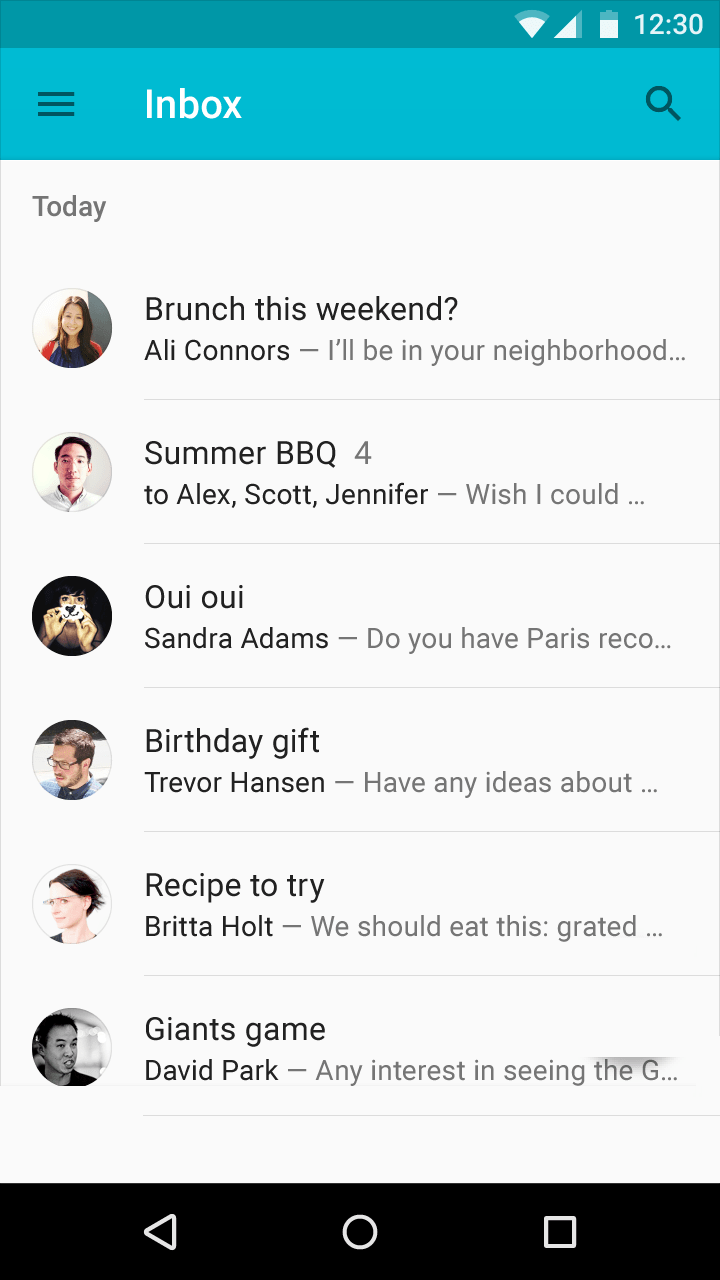 12:30
Inbox
Today
Brunch this weekend?
Ali Connors — I’ll be in your neighborhood…
Summer BBQ 4
to Alex, Scott, Jennifer — Wish I could …
Oui oui
Sandra Adams — Do you have Paris reco…
Birthday gift
Trevor Hansen — Have any ideas about …
Recipe to try
Britta Holt — We should eat this: grated …
Giants game
David Park — Any interest in seeing the G…